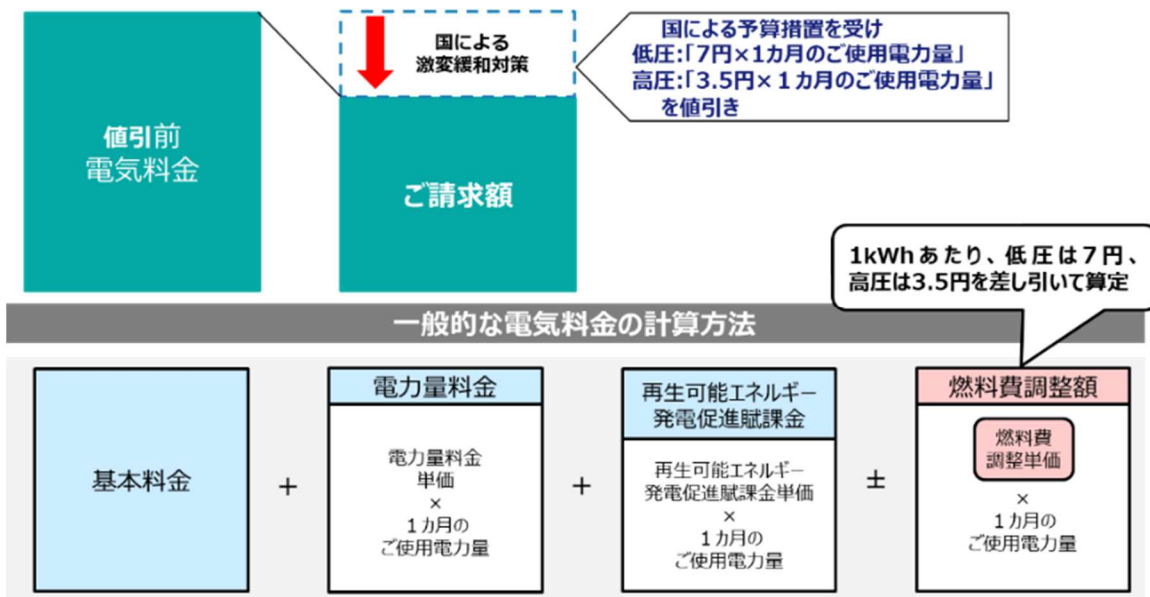 値引前
電気料金
国による
激変緩和対策
ご請求額
国による予算措置を受け
低圧:「7円×1カ月のご使用電力量」
高圧:「3.5円×1カ月のご使用電力量」
を値引き
1kWhあたり、低圧は7円、
高圧は3.5円を差し引いて算定
一般的な電気料金の計算方法
基本料金
+
電力量料金
電力量料金
単価
×
1カ月の
ご使用電力量
+
再生可能エネルギー
発電促進賦課金
再生可能エネルギー
発電促進賦課金単価
×
1カ月の
ご使用電力量
±
燃料費調整額
燃料費
調整単価
×
1カ月の
ご使用電力量